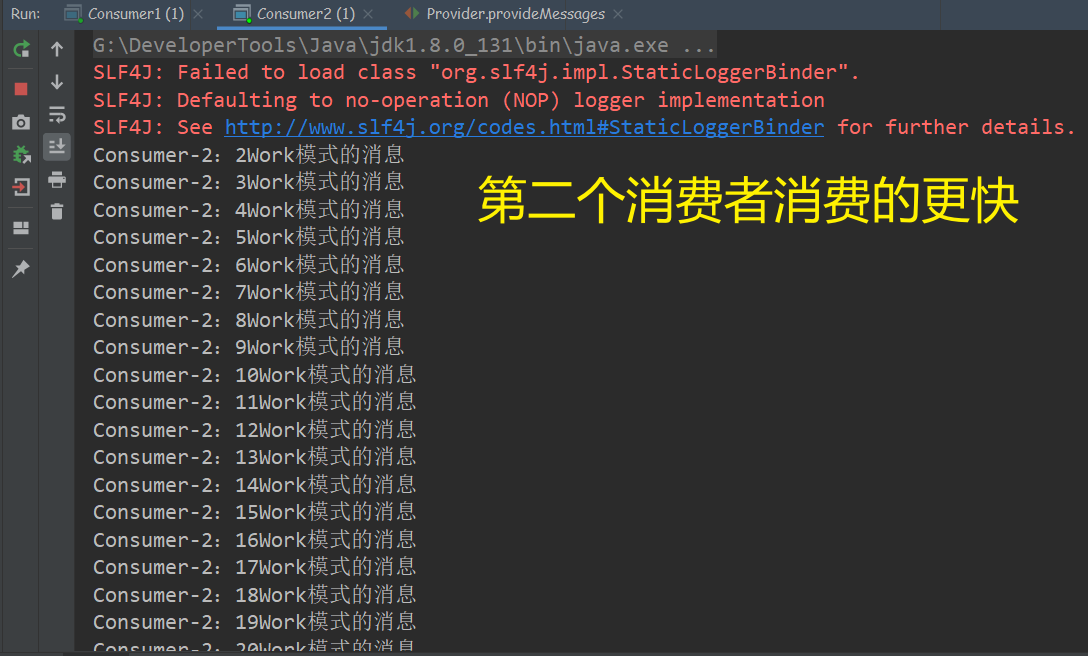 Run: Consumer1 (1) Consumer2 (1) Provider.provideMessages
G:\DeveloperTools\Java\jdk1.8.0_131\bin\java.exe ...
SLF4J: Failed to load class "org.slf4j.impl.StaticLoggerBinder".
SLF4J: Defaulting to no-operation (NOP) logger implementation
SLF4J: See http://www.slf4j.org/codes.html#StaticLoggerBinder for further details.
Consumer-2：2Work模式的消息
Consumer-2：3Work模式的消息
第二个消费者消费的更快
Consumer-2：4Work模式的消息
Consumer-2：5Work模式的消息
Consumer-2：6Work模式的消息
Consumer-2：7Work模式的消息
Consumer-2：8Work模式的消息
Consumer-2：9Work模式的消息
Consumer-2：10Work模式的消息
Consumer-2：11Work模式的消息
Consumer-2：12Work模式的消息
Consumer-2：13Work模式的消息
Consumer-2：14Work模式的消息
Consumer-2：15Work模式的消息
Consumer-2：16Work模式的消息
Consumer-2：17Work模式的消息
Consumer-2：18Work模式的消息
Consumer-2：19Work模式的消息
Consumer-2：20Work模式的消息